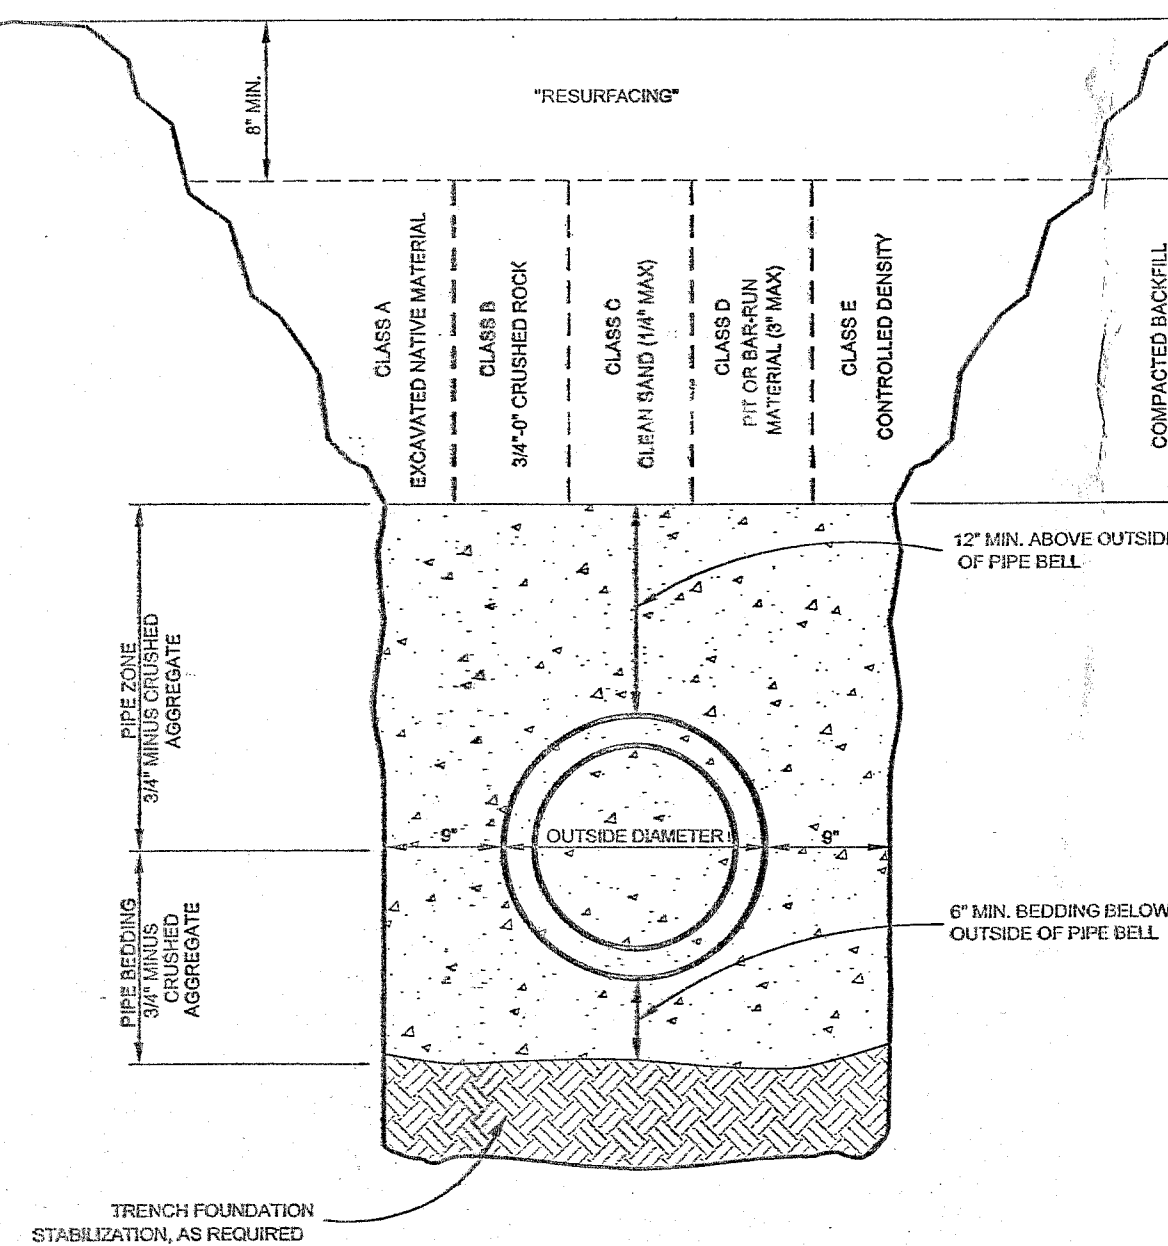 "RESURFACING"
8" MIN.
CLASS A
EXCAVATED NATIVE MATERIAL
CLASS B
3/4"-0" CRUSHED ROCK
CLASS C
CLEAN SAND (1/4" MAX)
CLASS D
PIT OR BAR-RUN
MATERIAL (3" MAX)
CLASS E
CONTROLLED DENSITY
COMPACTED BACKFILL
12" MIN. ABOVE OUTSIDE
OF PIPE BELL
PIPE ZONE
3/4" MINUS CRUSHED
AGGREGATE
9"
OUTSIDE DIAMETER
9"
PIPE BEDDING
3/4" MINUS
CRUSHED
AGGREGATE
6" MIN. BEDDING BELOW
OUTSIDE OF PIPE BELL
TRENCH FOUNDATION
STABILIZATION, AS REQUIRED